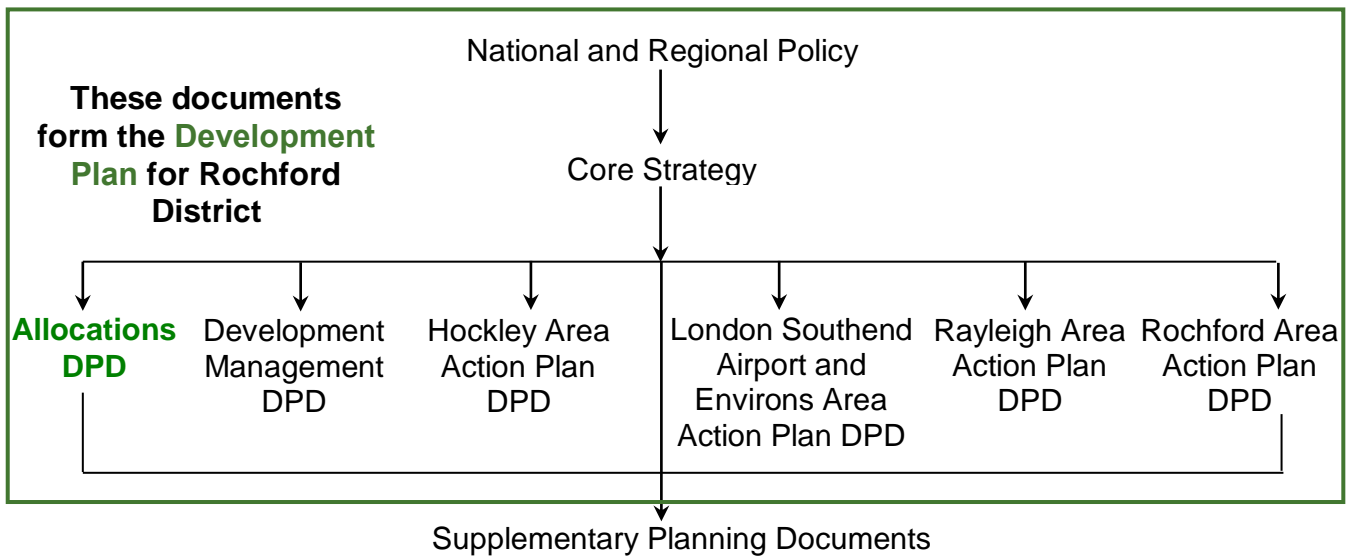 National and Regional Policy
These documents
form the Development
Plan for Rochford
District
Core Strategy
Allocations
DPD
Development
Management
DPD
Hockley Area
Action Plan
DPD
London Southend
Airport and
Environs Area
Action Plan DPD
Rayleigh Area
Action Plan
DPD
Rochford Area
Action Plan
DPD
Supplementary Planning Documents